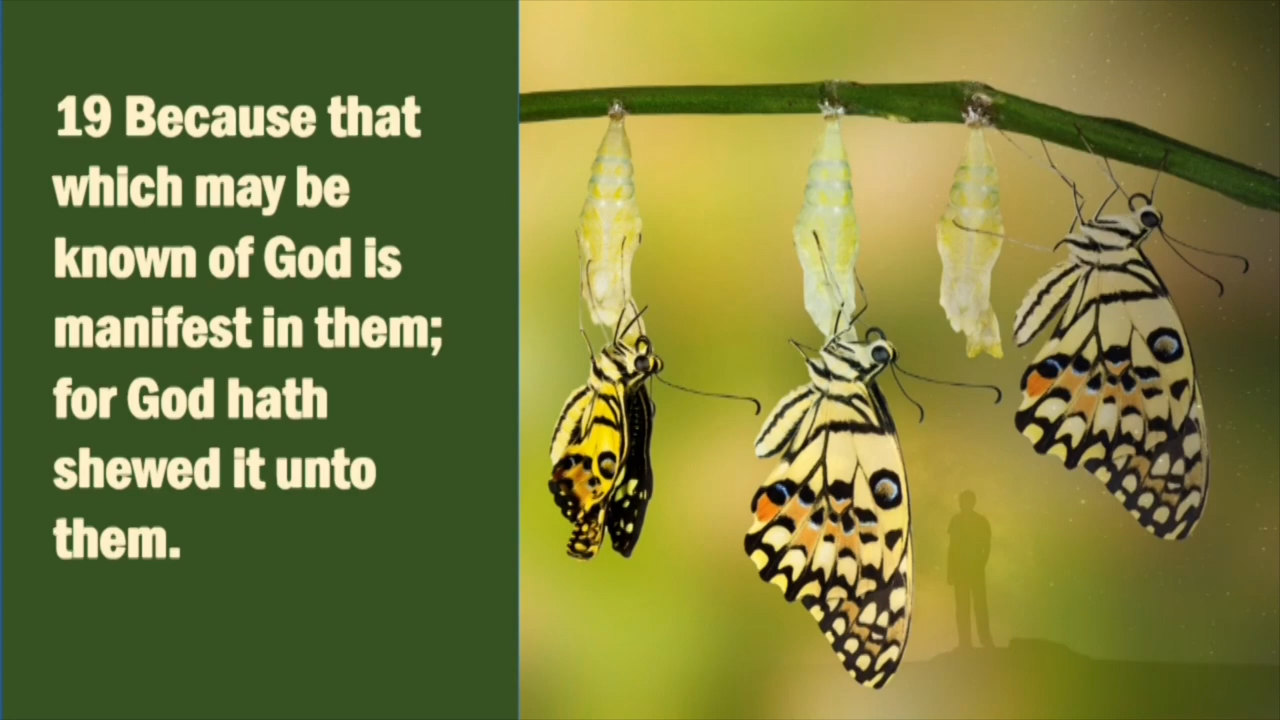 19 Because that
which may be
known of God is
manifest in them;
for God hath
shewed it unto
them.